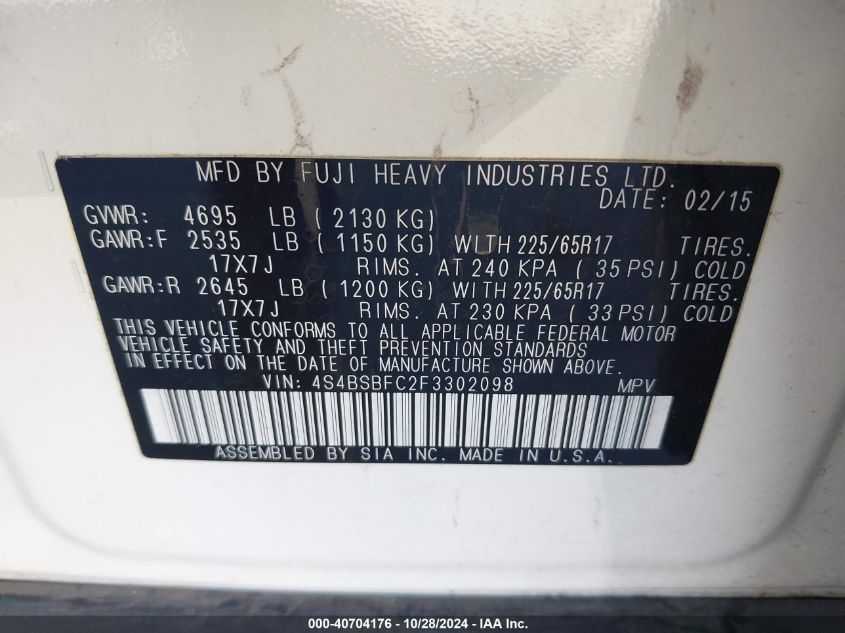 MFD BY FUJI HEAVY INDUSTRIES LTD.
DATE: 02/15
GVWR: 4695 LB ( 2130 KG)
GAWR:F 2535 LB ( 1150 KG) WITH 225/65R17 TIRES.
17X7J RIMS. AT 240 KPA ( 35 PSI) COLD
GAWR:R 2645 LB ( 1200 KG) WITH 225/65R17 TIRES.
17X7J RIMS. AT 230 KPA ( 33 PSI) COLD
THIS VEHICLE CONFORMS TO ALL APPLICABLE FEDERAL MOTOR
VEHICLE SAFETY AND THEFT PREVENTION STANDARDS
IN EFFECT ON THE DATE OF MANUFACTURE SHOWN ABOVE.
VIN: 4S4BSBFC2F3302098 MPV
ASSEMBLED BY SIA INC. MADE IN U.S.A.
000-40704176 - 10/28/2024 - IAA Inc.